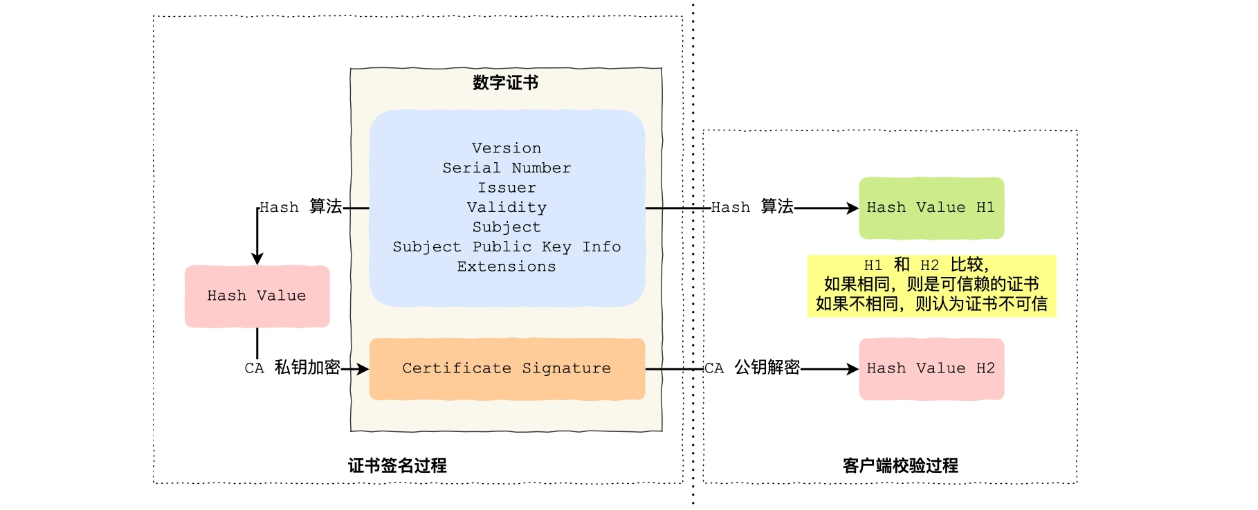 数字证书
Version
Serial Number
Issuer
Validity
Subject
Subject Public Key Info
Extensions
Hash 算法
Hash Value
CA 私钥加密
Certificate Signature
证书签名过程
Hash 算法
Hash Value H1
H1 和 H2 比较，
如果相同，则是可信赖的证书
如果不相同，则认为证书不可信
CA 公钥解密
Hash Value H2
客户端校验过程